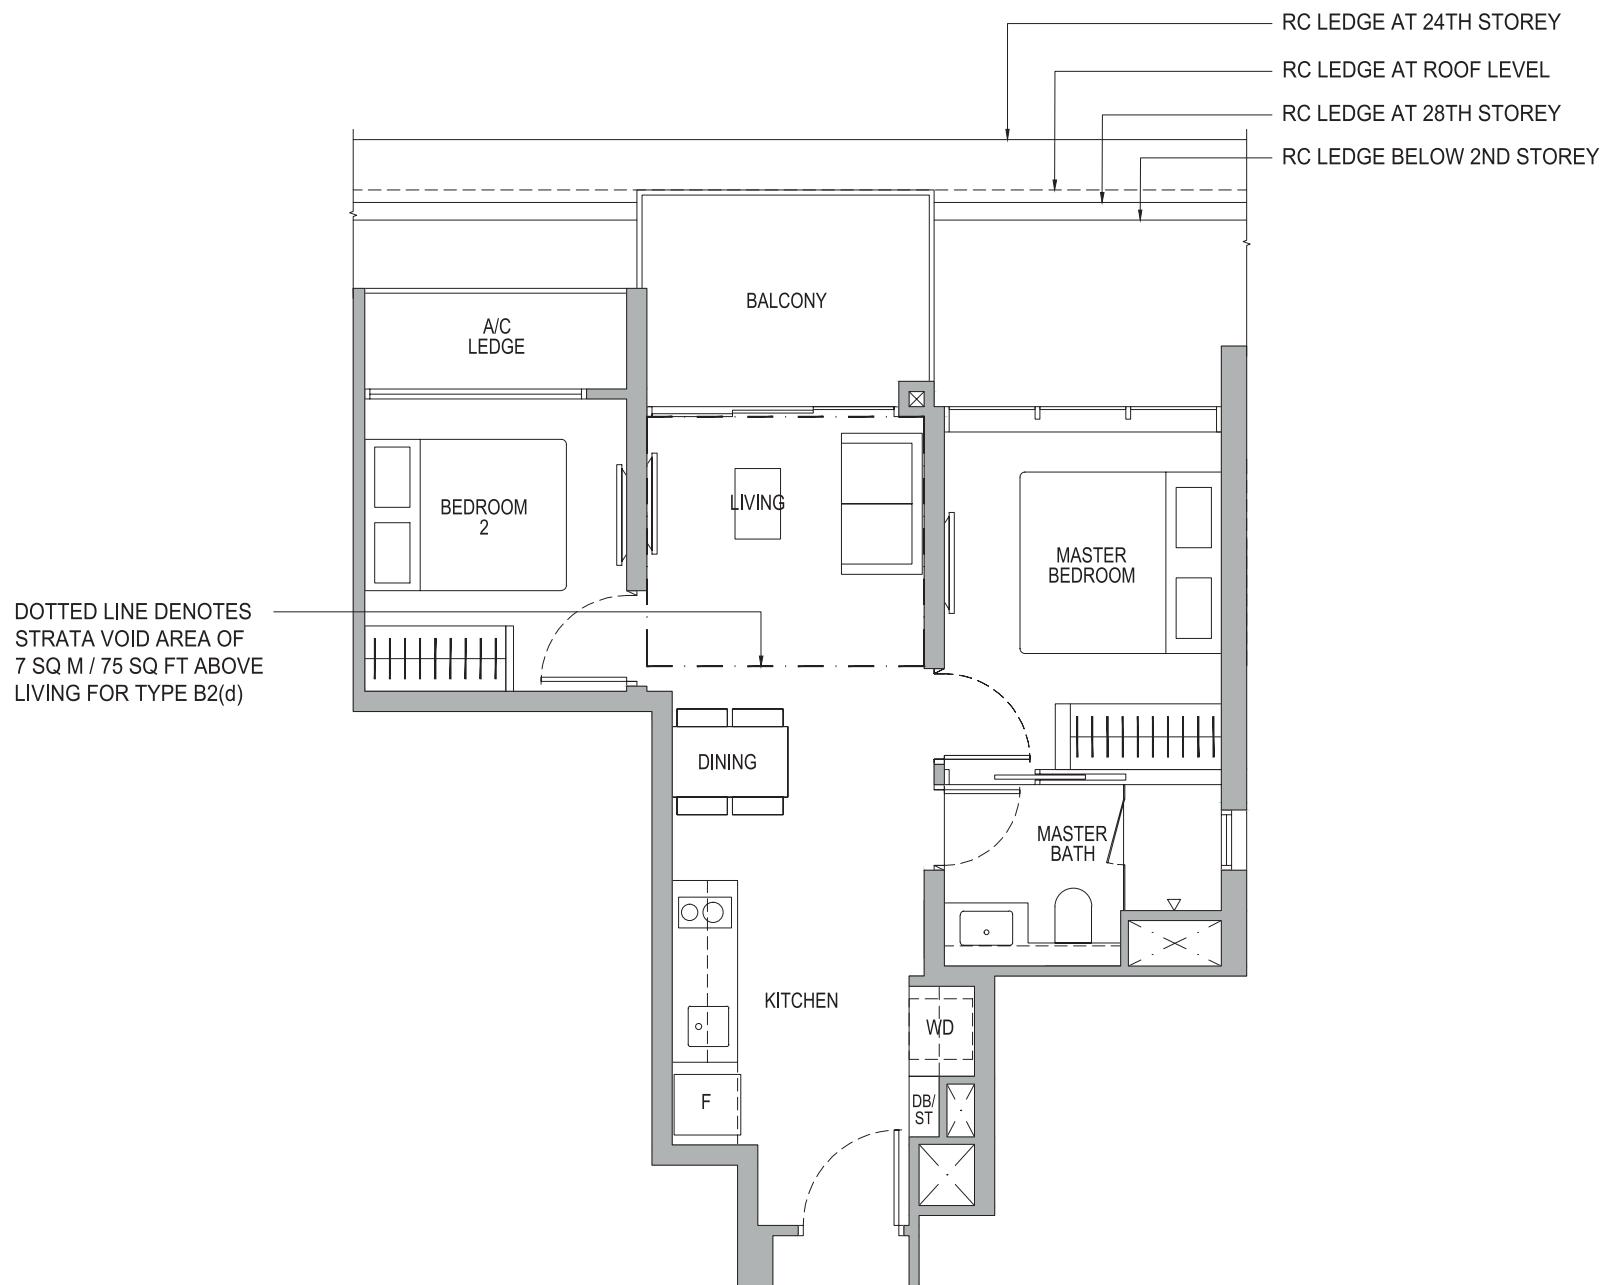 RC LEDGE AT 24TH STOREY
RC LEDGE AT ROOF LEVEL
RC LEDGE AT 28TH STOREY
RC LEDGE BELOW 2ND STOREY
BALCONY
A/C
LEDGE
LIVING
BEDROOM
2
MASTER
BEDROOM
DOTTED LINE DENOTES
STRATA VOID AREA OF
7 SQ M / 75 SQ FT ABOVE
LIVING FOR TYPE B2(d)
DINING
MASTER
BATH
KITCHEN
WD
F
DB/
ST